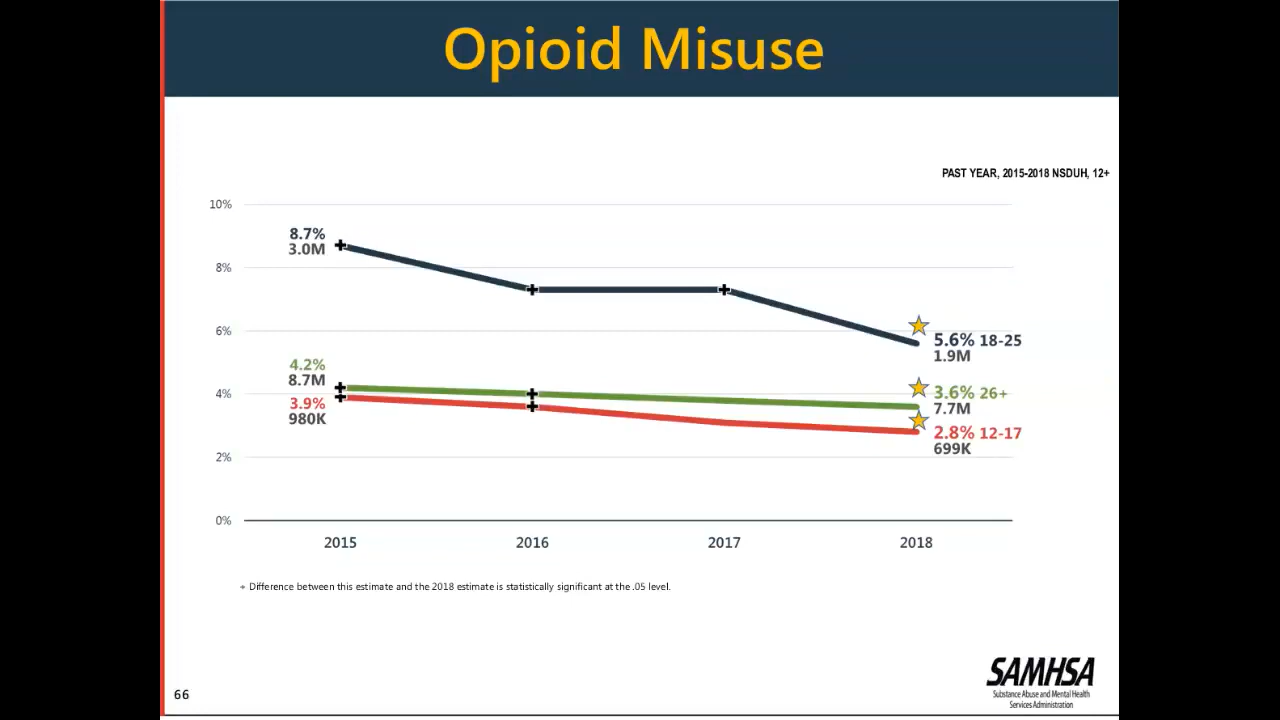 Opioid Misuse
PAST YEAR, 2015-2018 NSDUH, 12+
10%
8%
6%
4%
2%
0%
8.7%
3.0M
4.2%
8.7M
3.9%
980K
5.6% 18-25
1.9M
3.6% 26+
7.7M
2.8% 12-17
699K
2015 2016 2017 2018
+ Difference between this estimate and the 2018 estimate is statistically significant at the .05 level.
66
SAMHSA
Substance Abuse and Mental Health
Services Administration